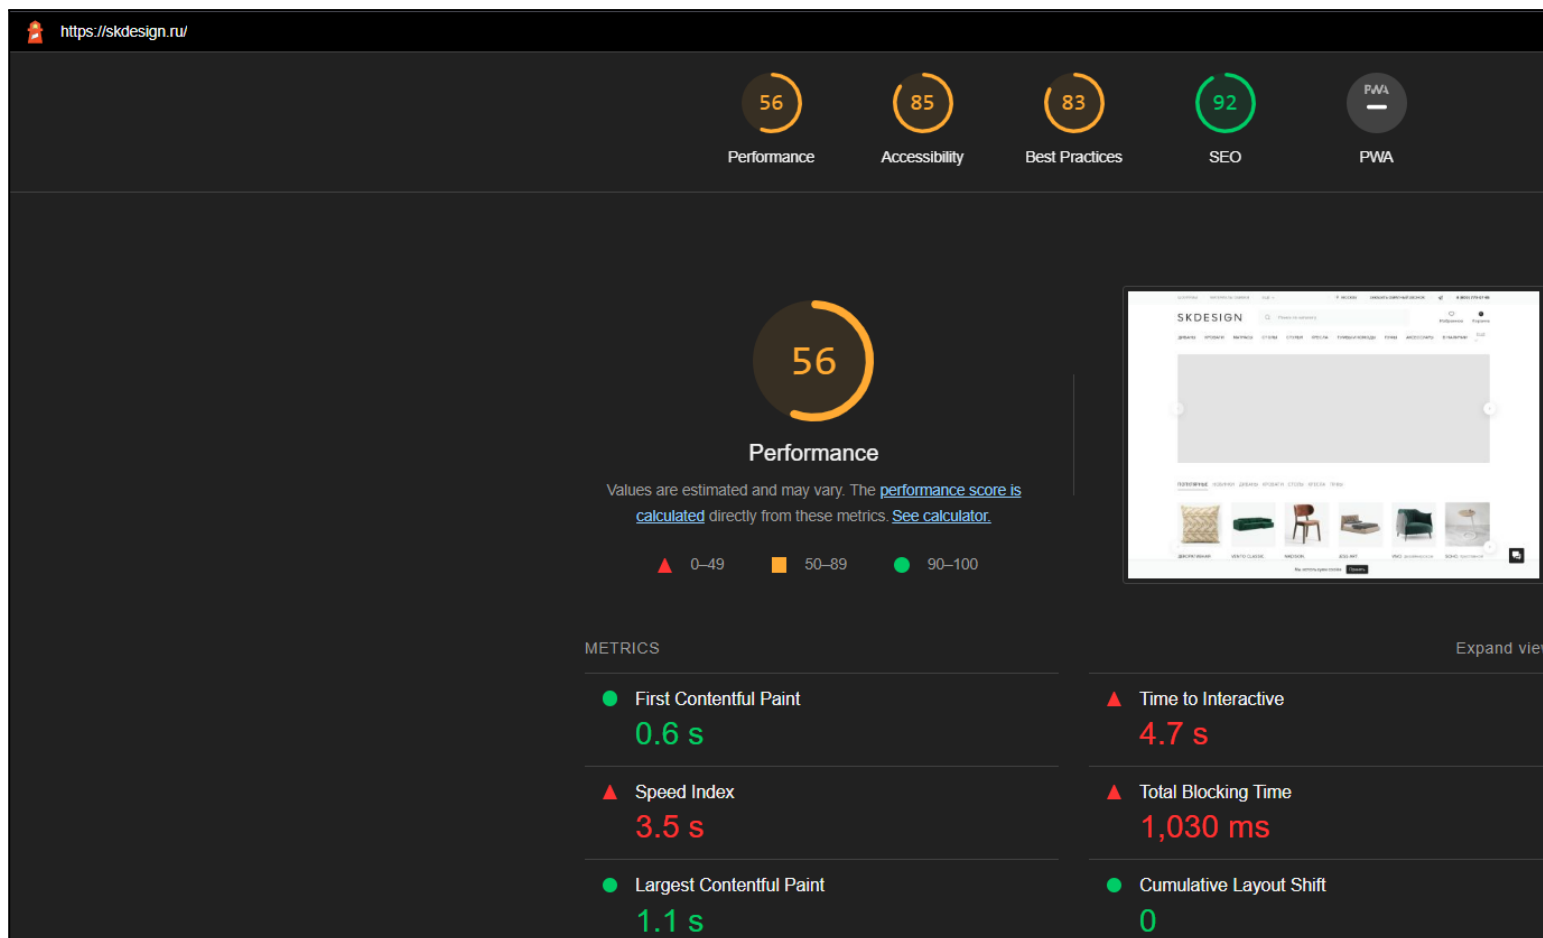 https://skdesign.ru/
56
85
83
92
PWA
Performance
Accessibility
Best Practices
SEO
PWA
56
Performance
Values are estimated and may vary. The performance score is
calculated directly from these metrics. See calculator.
0–49
50–89
90–100
SKDESIGN
Поиск по каталогу
METRICS
Expand vie
First Contentful Paint
0.6 s
Time to Interactive
4.7 s
Speed Index
3.5 s
Total Blocking Time
1,030 ms
Largest Contentful Paint
1.1 s
Cumulative Layout Shift
0